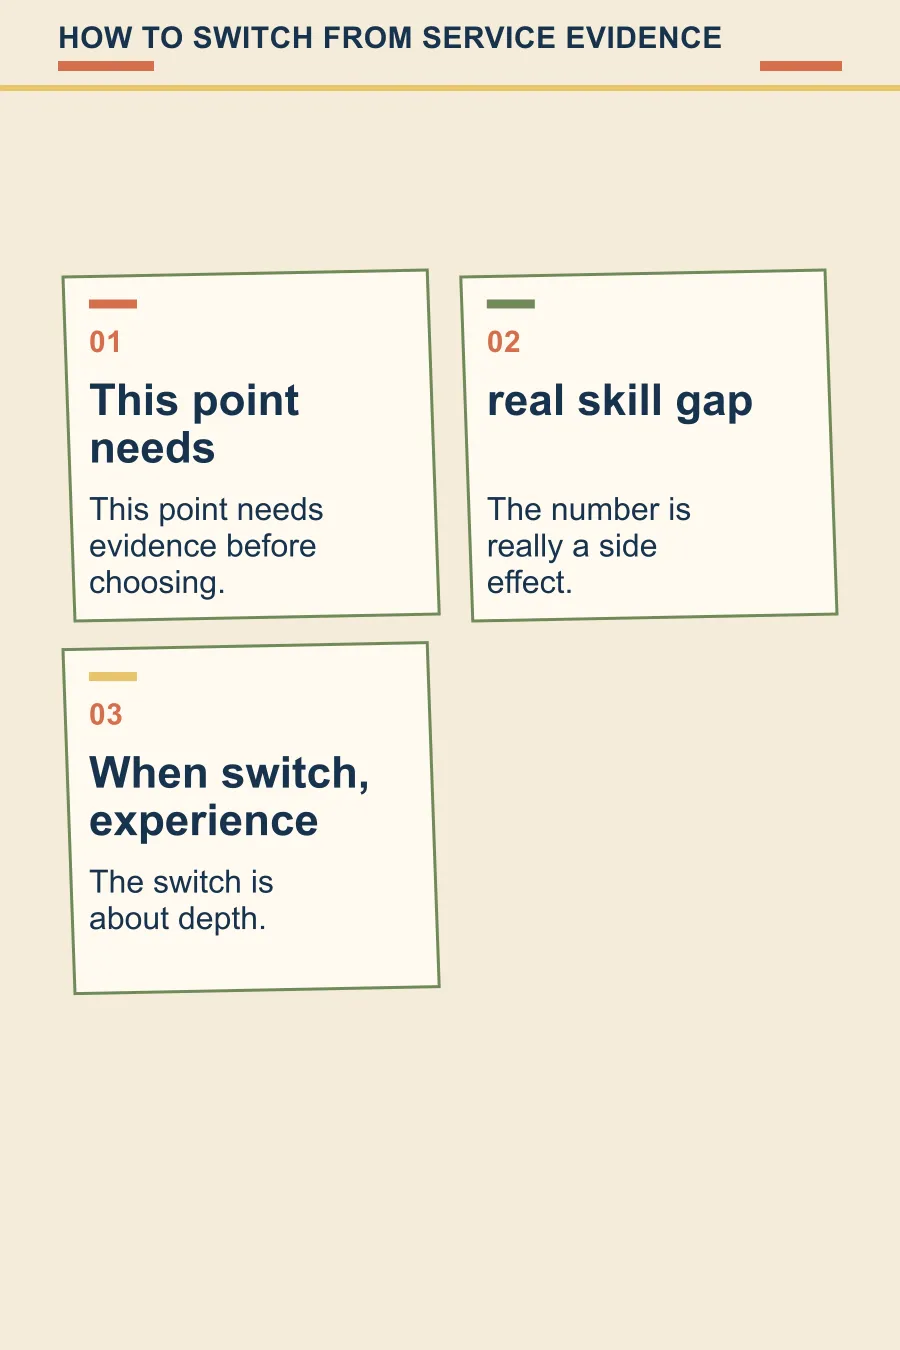 HOW TO SWITCH FROM SERVICE EVIDENCE
01
This point
needs
This point needs
evidence before
choosing.
02
real skill gap
The number is
really a side
effect.
03
When switch,
experience
The switch is
about depth.